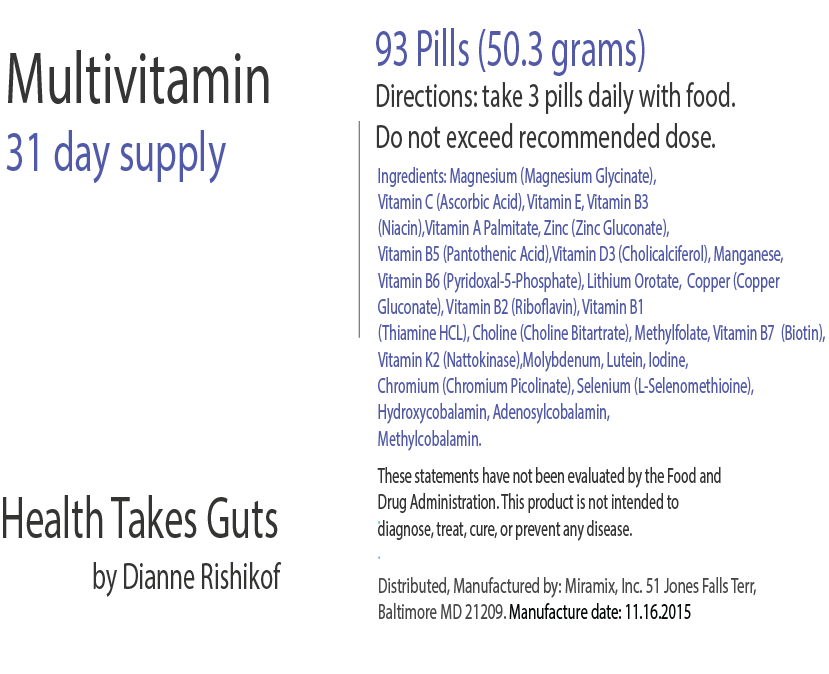 Multivitamin
31 day supply
Health Takes Guts
by Dianne Rishikof
93 Pills (50.3 grams)
Directions: take 3 pills daily with food.
Do not exceed recommended dose.
Ingredients: Magnesium (Magnesium Glycinate),
Vitamin C (Ascorbic Acid), Vitamin E, Vitamin B3
(Niacin),Vitamin A Palmitate, Zinc (Zinc Gluconate),
Vitamin B5 (Pantothenic Acid),Vitamin D3 (Cholicalciferol), Manganese,
Vitamin B6 (Pyridoxal-5-Phosphate), Lithium Orotate, Copper (Copper
Gluconate), Vitamin B2 (Riboflavin), Vitamin B1
(Thiamine HCL), Choline (Choline Bitartrate), Methylfolate, Vitamin B7 (Biotin),
Vitamin K2 (Nattokinase),Molybdenum, Lutein, Iodine,
Chromium (Chromium Picolinate), Selenium (L-Selenomethioine),
Hydroxycobalamin, Adenosylcobalamin,
Methylcobalamin.
These statements have not been evaluated by the Food and
Drug Administration. This product is not intended to
diagnose, treat, cure, or prevent any disease.
Distributed, Manufactured by: Miramix, Inc. 51 Jones Falls Terr,
Baltimore MD 21209. Manufacture date: 11.16.2015